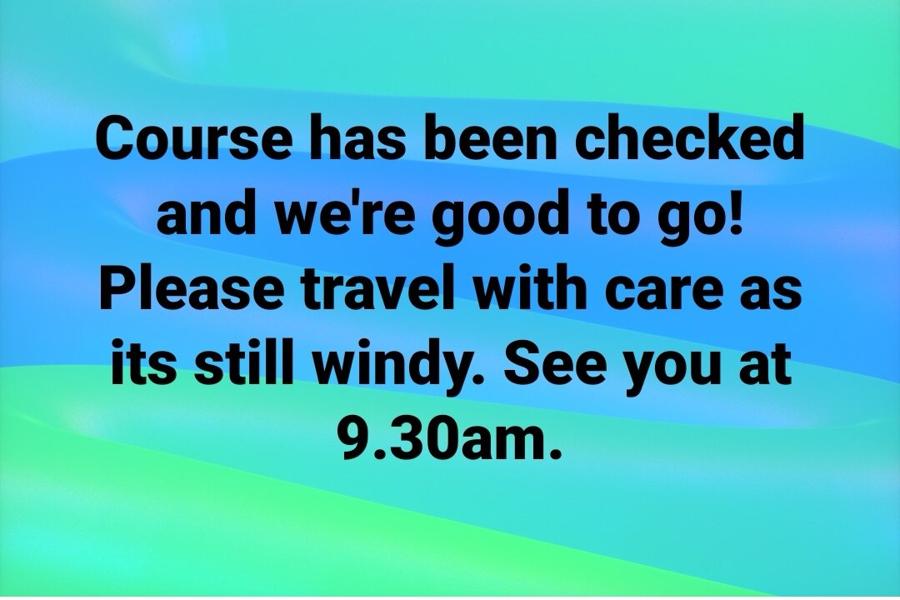 Course has been checked
and we're good to go!
Please travel with care as
its still windy. See you at
9.30am.